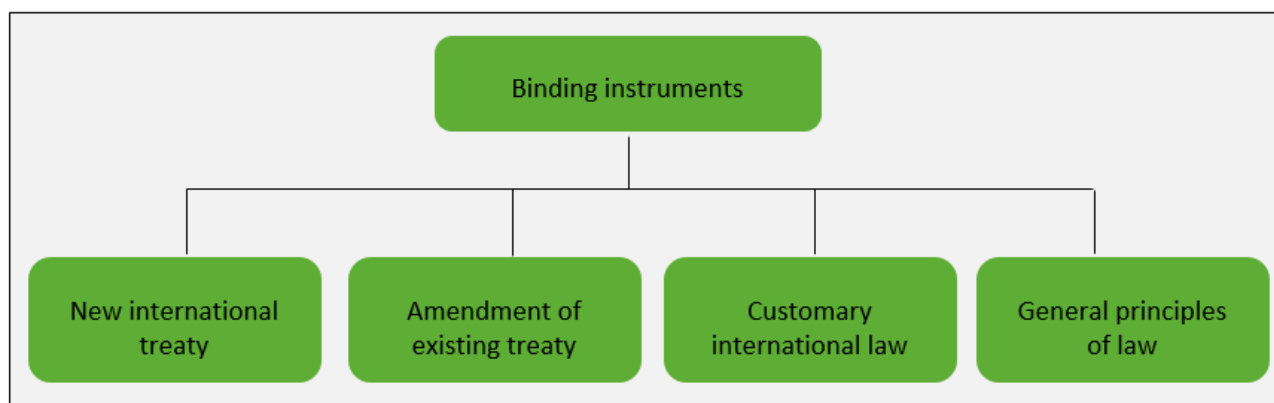 Binding instruments
New international
treaty
Amendment of
existing treaty
Customary
international law
General principles
of law